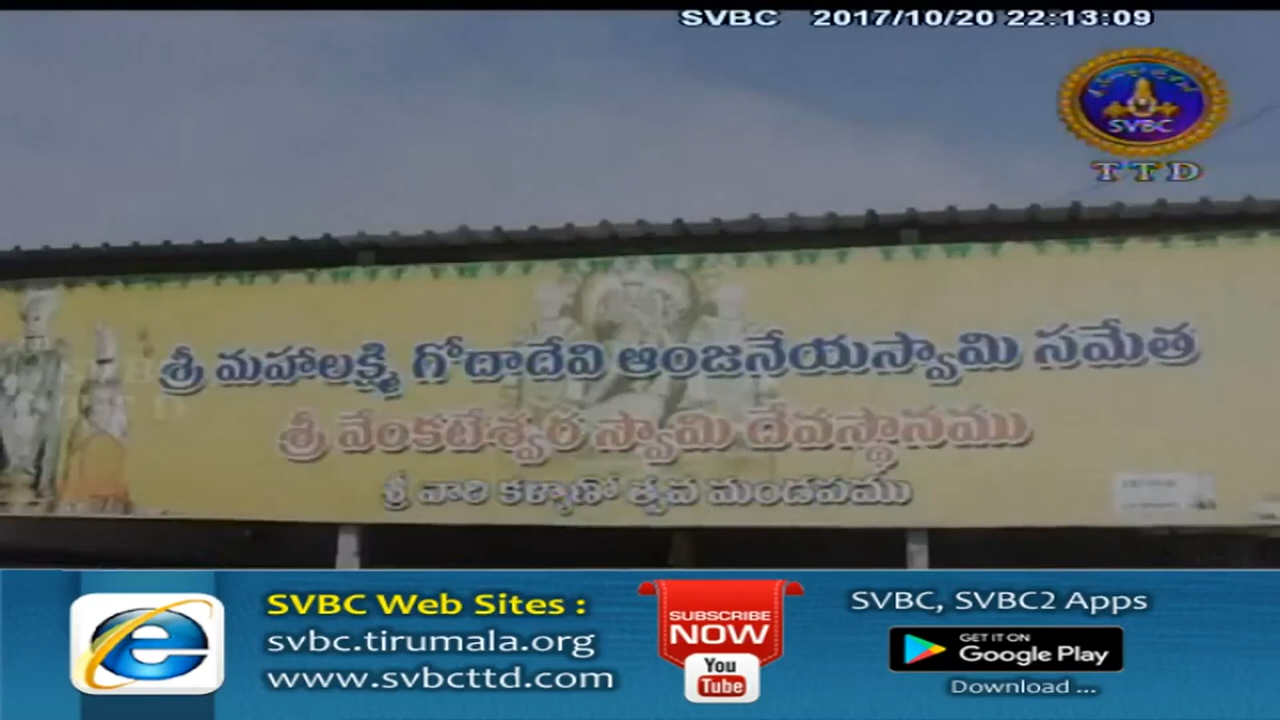 SVBC 2017/10/20 22:13:09
SVBC
TTD
శ్రీ మహాలక్ష్మి గోదాదేవి ఆంజనేయస్వామి సమేత
శ్రీ వేంకటేశ్వర స్వామి దేవస్థానము
శ్రీ వారి కళ్యాణో త్సవ మండపము
SVBC Web Sites :
svbc.tirumala.org
www.svbcttd.com
SUBSCRIBE
NOW
You
Tube
SVBC, SVBC2 Apps
GET IT ON
Google Play
Download ...